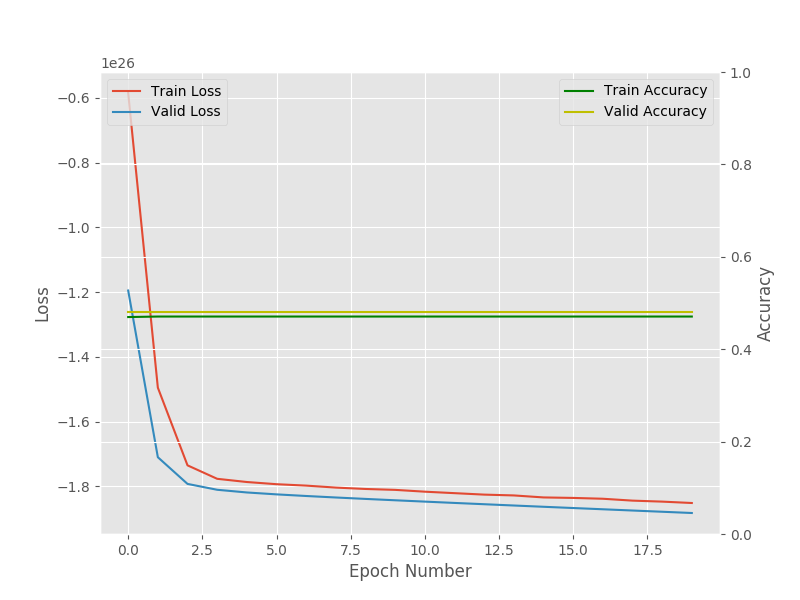 1e26
Train Loss
Valid Loss
Train Accuracy
Valid Accuracy
−0.6
−0.8
−1.0
−1.2
−1.4
−1.6
−1.8
Loss
1.0
0.8
0.6
0.4
0.2
0.0
Accuracy
0.0 2.5 5.0 7.5 10.0 12.5 15.0 17.5
Epoch Number